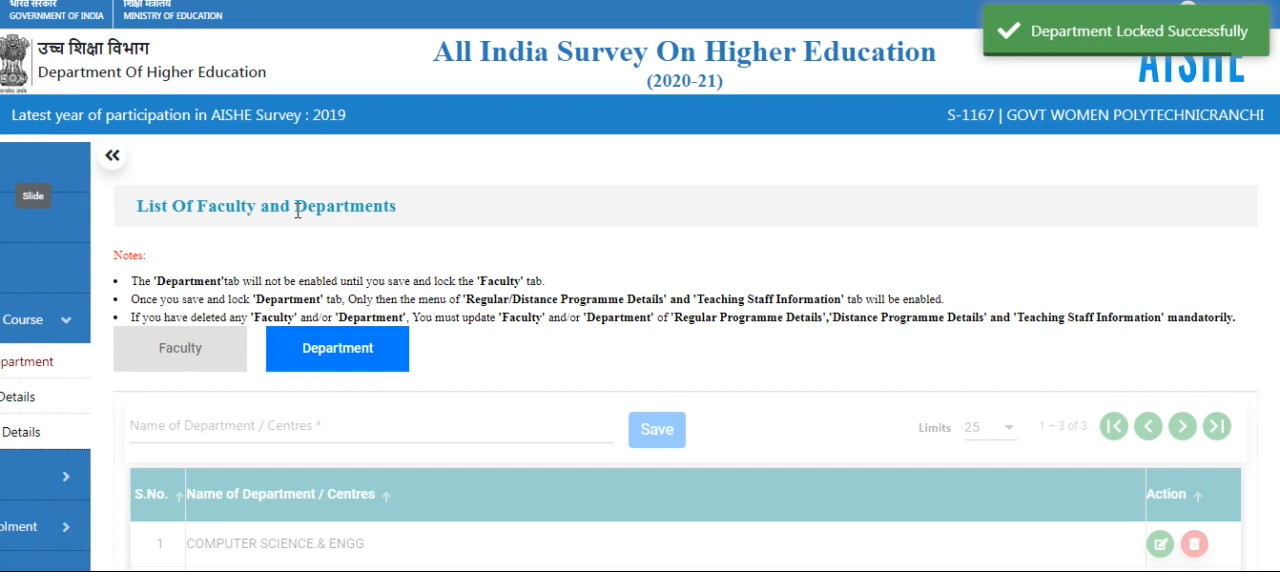 भारत सरकार
GOVERNMENT OF INDIA
शिक्षा मंत्रालय
MINISTRY OF EDUCATION
Department Locked Successfully
उच्च शिक्षा विभाग
Department Of Higher Education
All India Survey On Higher Education
(2020-21)
AISHE
Latest year of participation in AISHE Survey : 2019
S-1167 | GOVT WOMEN POLYTECHNICRANCHI
Slide
List Of Faculty and Departments
Notes:
• The 'Department'tab will not be enabled until you save and lock the 'Faculty' tab.
• Once you save and lock 'Department' tab, Only then the menu of 'Regular/Distance Programme Details' and 'Teaching Staff Information' tab will be enabled.
• If you have deleted any 'Faculty' and/or 'Department', You must update 'Faculty' and/or 'Department' of 'Regular Programme Details','Distance Programme Details' and 'Teaching Staff Information' mandatorily.
Course
Faculty
Department
partment
Details
Details
olment
Name of Department / Centres *
Save
Limits 25
1 – 3 of 3
S.No. Name of Department / Centres Action
1 COMPUTER SCIENCE.& ENGG